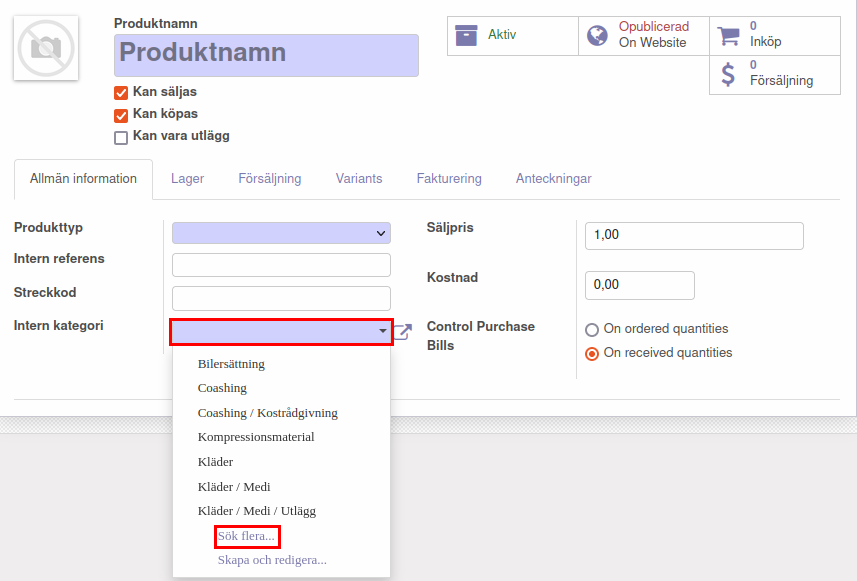 Produktnamn
Produktnamn
Kan säljas
Kan köpas
Kan vara utlägg
Aktiv
Opublicerad
On Website
0
Inköp
0
Försäljning
Allmän information
Lager
Försäljning
Variants
Fakturering
Anteckningar
Produkttyp
Intern referens
Streckkod
Intern kategori
Säljpris
1,00
Kostnad
0,00
Control Purchase
Bills
On ordered quantities
On received quantities
Bilersättning
Coashing
Coashing / Kostrådgivning
Kompressionsmaterial
Kläder
Kläder / Medi
Kläder / Medi / Utlägg
Sök flera...
Skapa och redigera...